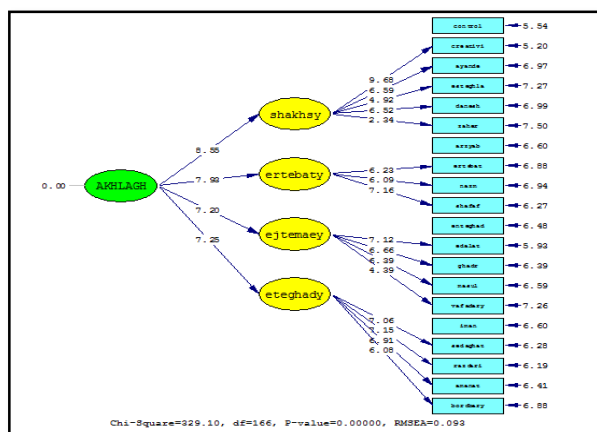 control 5.54
creativi 5.20
ayande 6.97
esteghla 7.27
danesh 6.99
zaher 7.50
arzyab 6.60
ertebat 6.88
nazn 6.94
shafaf 6.27
enteghad 6.48
edalat 5.93
ghadr 6.39
masul 6.59
vafadary 7.26
iman 6.60
sedaghat 6.28
razdari 6.19
amanat 6.41
bordbary 6.88
9.68
6.59
4.92
6.52
2.34
shakhsy
8.55
6.23
6.09
7.16
ertebaty
0.00 AKHLAGH 7.93
7.20
7.25
ejtemaey
7.12
6.66
6.39
4.39
eteghady
7.06
7.15
6.91
6.08
Chi-Square=329.10, df=166, P-value=0.00000, RMSEA=0.093